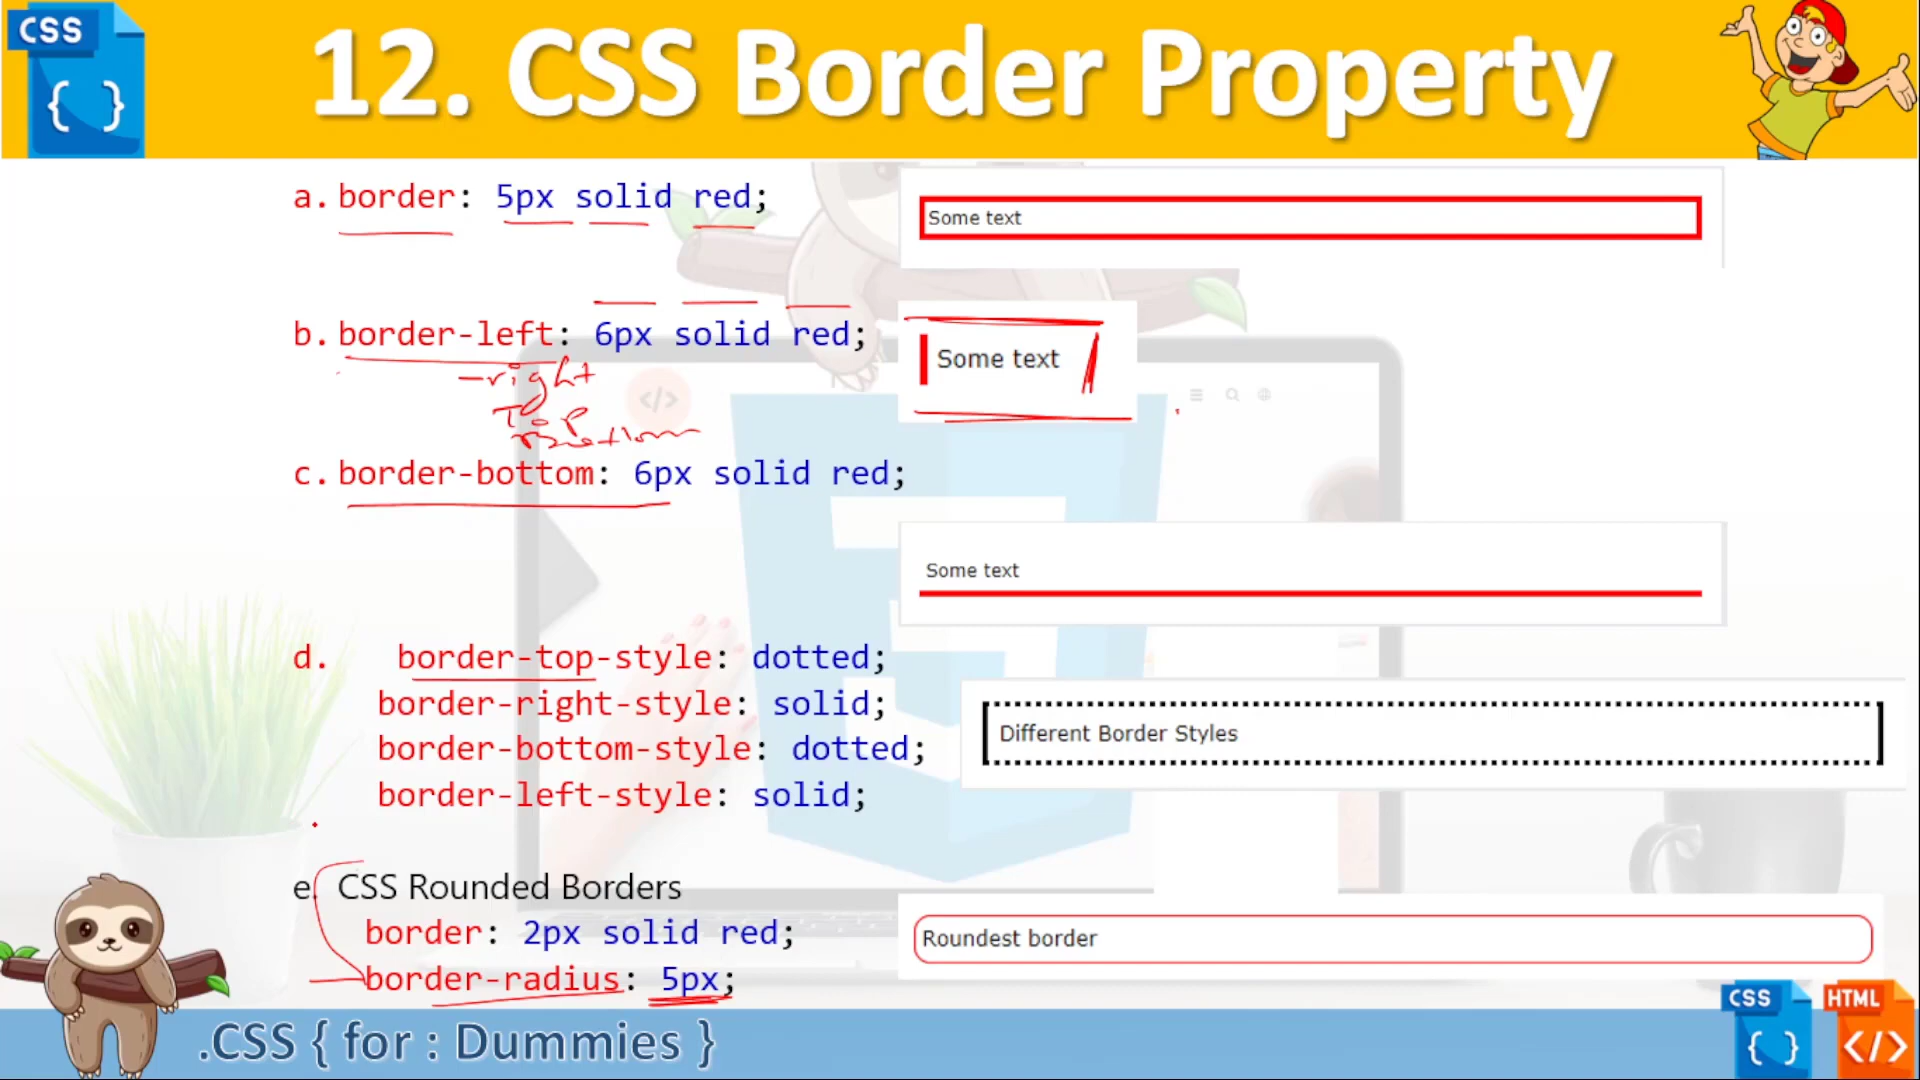 CSS
{ }
12. CSS Border Property
a. border: 5px solid red;
Some text
b. border-left: 6px solid red;
Some text
-right
Top
Bottom
</>
c. border-bottom: 6px solid red;
Some text
d. border-top-style: dotted;
border-right-style: solid;
border-bottom-style: dotted;
border-left-style: solid;
Different Border Styles
e. CSS Rounded Borders
border: 2px solid red;
border-radius: 5px;
Roundest border
.CSS { for : Dummies }
CSS
{ }
HTML
</>